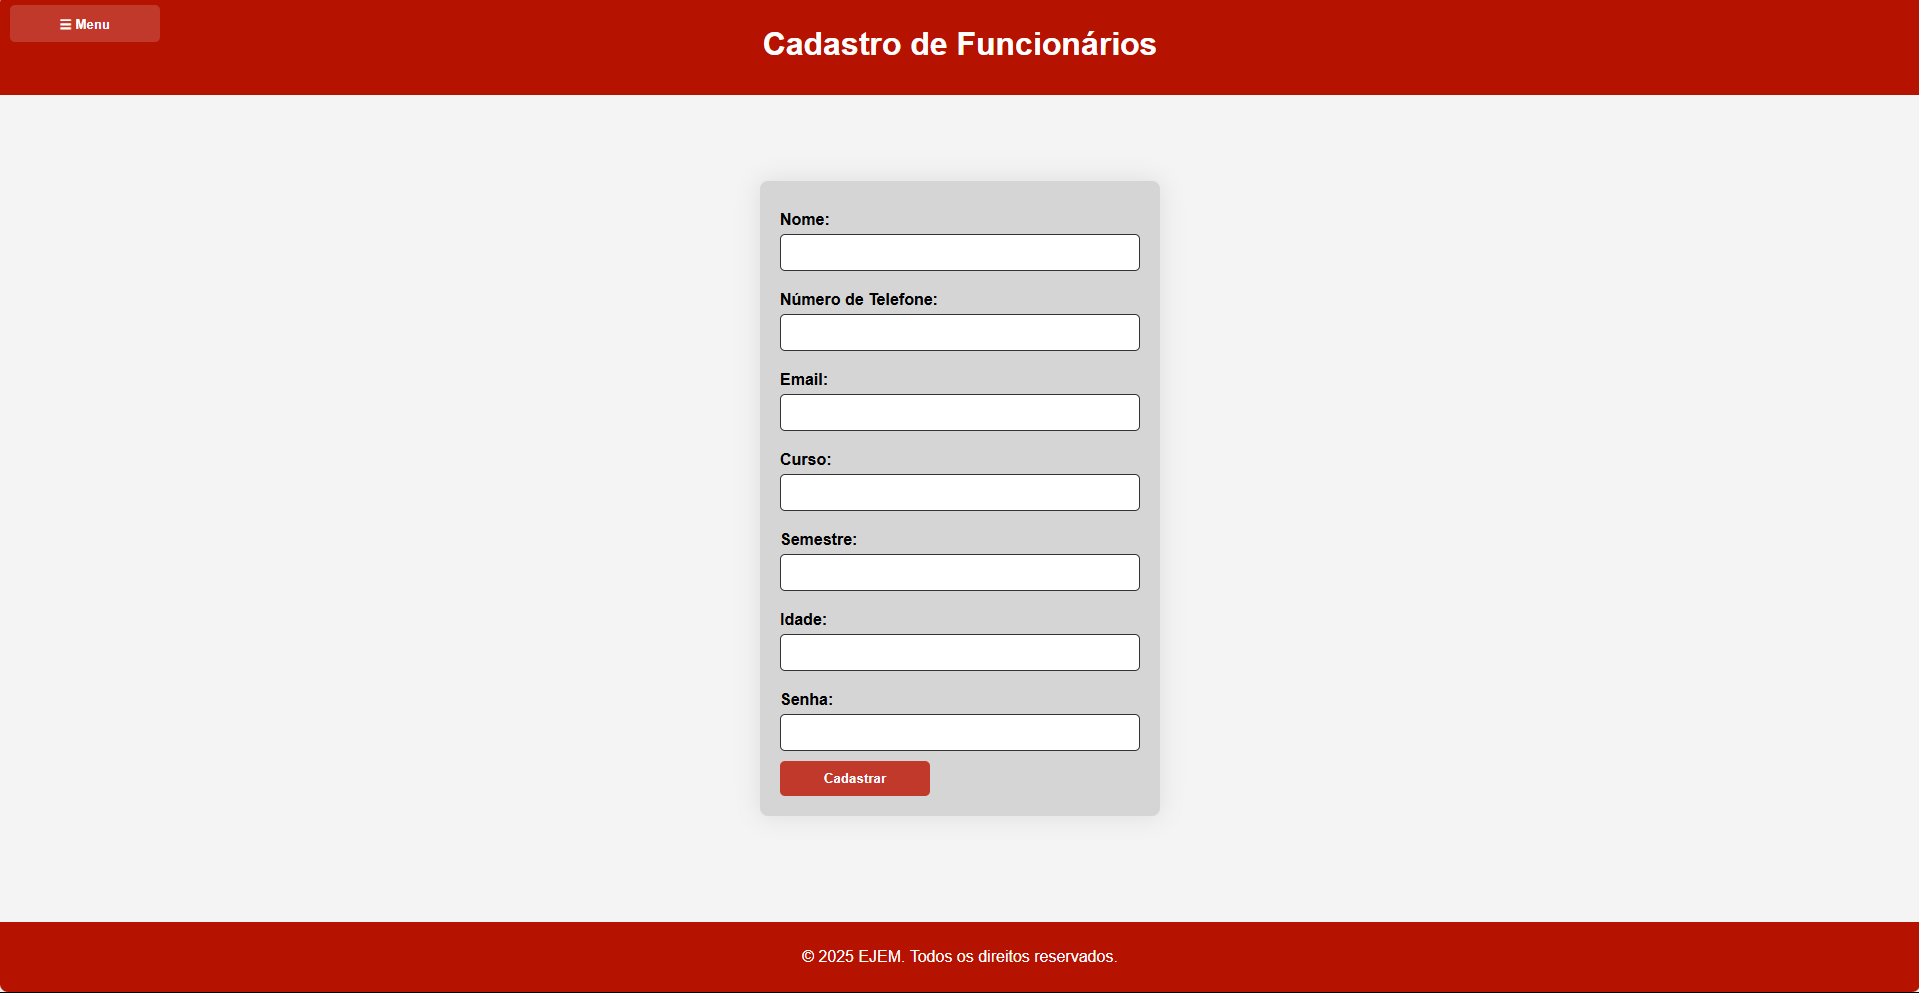 ☰ Menu
Cadastro de Funcionários
Nome:
Número de Telefone:
Email:
Curso:
Semestre:
Idade:
Senha:
Cadastrar
© 2025 EJEM. Todos os direitos reservados.